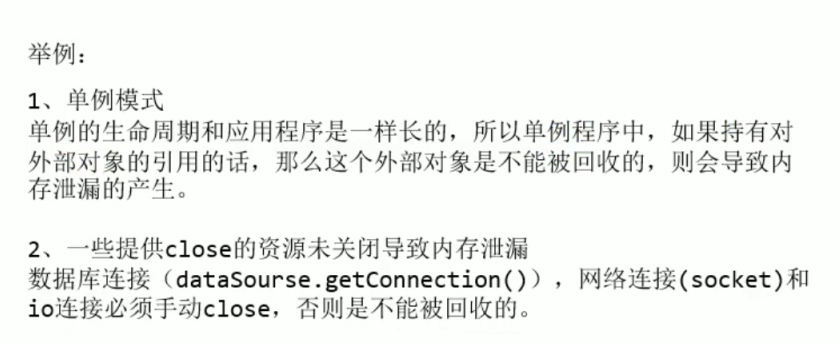 举例：
1、单例模式
单例的生命周期和应用程序是一样长的，所以单例程序中，如果持有对
外部对象的引用的话，那么这个外部对象是不能被回收的，则会导致内
存泄漏的产生。
2、一些提供close的资源未关闭导致内存泄漏
数据库连接（dataSourse.getConnection()），网络连接(socket)和
io连接必须手动close，否则是不能被回收的。